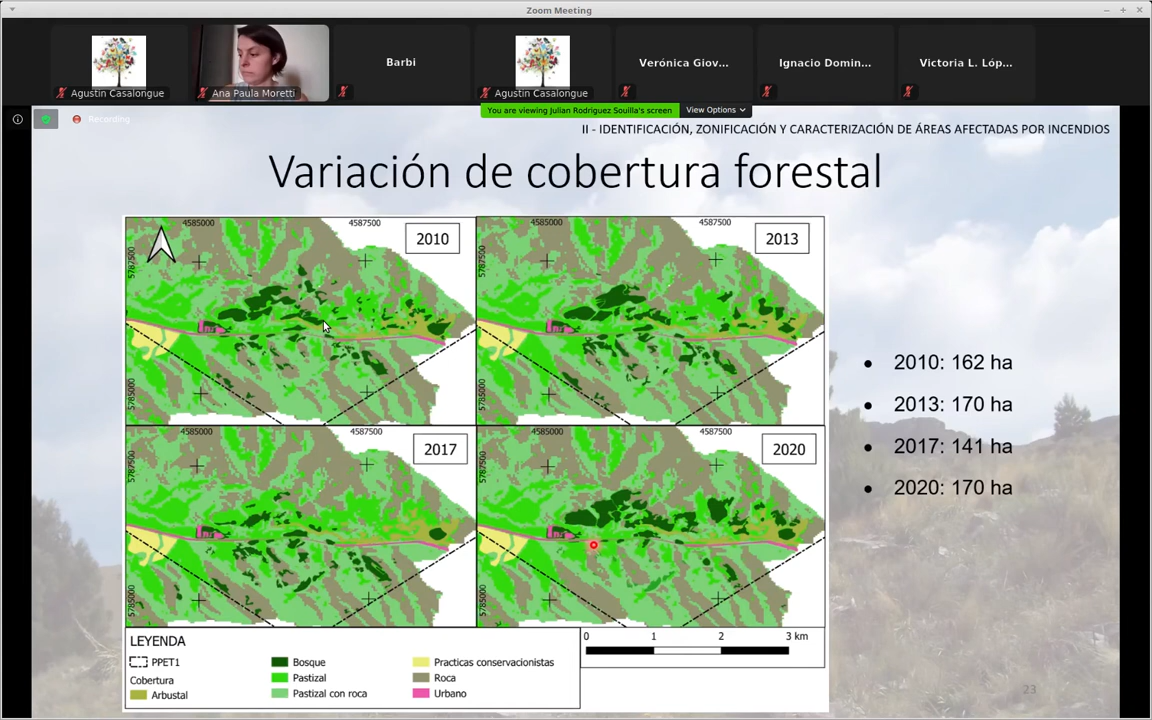 Zoom Meeting
Agustin Casalongue
Ana Paula Moretti
Barbi
Agustin Casalongue
Verónica Giov...
Ignacio Domin...
Victoria L. Lóp...
You are viewing Julian Rodriguez Souilla's screen
View Options
Recording
II - IDENTIFICACIÓN, ZONIFICACIÓN Y CARACTERIZACIÓN DE ÁREAS AFECTADAS POR INCENDIOS
Variación de cobertura forestal
4585000
4587500
2010
5787500
5785000
4585000
4587500
2013
5787500
5785000
4585000
4587500
2017
5787500
5785000
4585000
4587500
2020
5787500
5785000
2010: 162 ha
2013: 170 ha
2017: 141 ha
2020: 170 ha
LEYENDA
PPET1
Cobertura
Arbustal
Bosque
Pastizal
Pastizal con roca
Practicas conservacionistas
Roca
Urbano
0 1 2 3 km
23